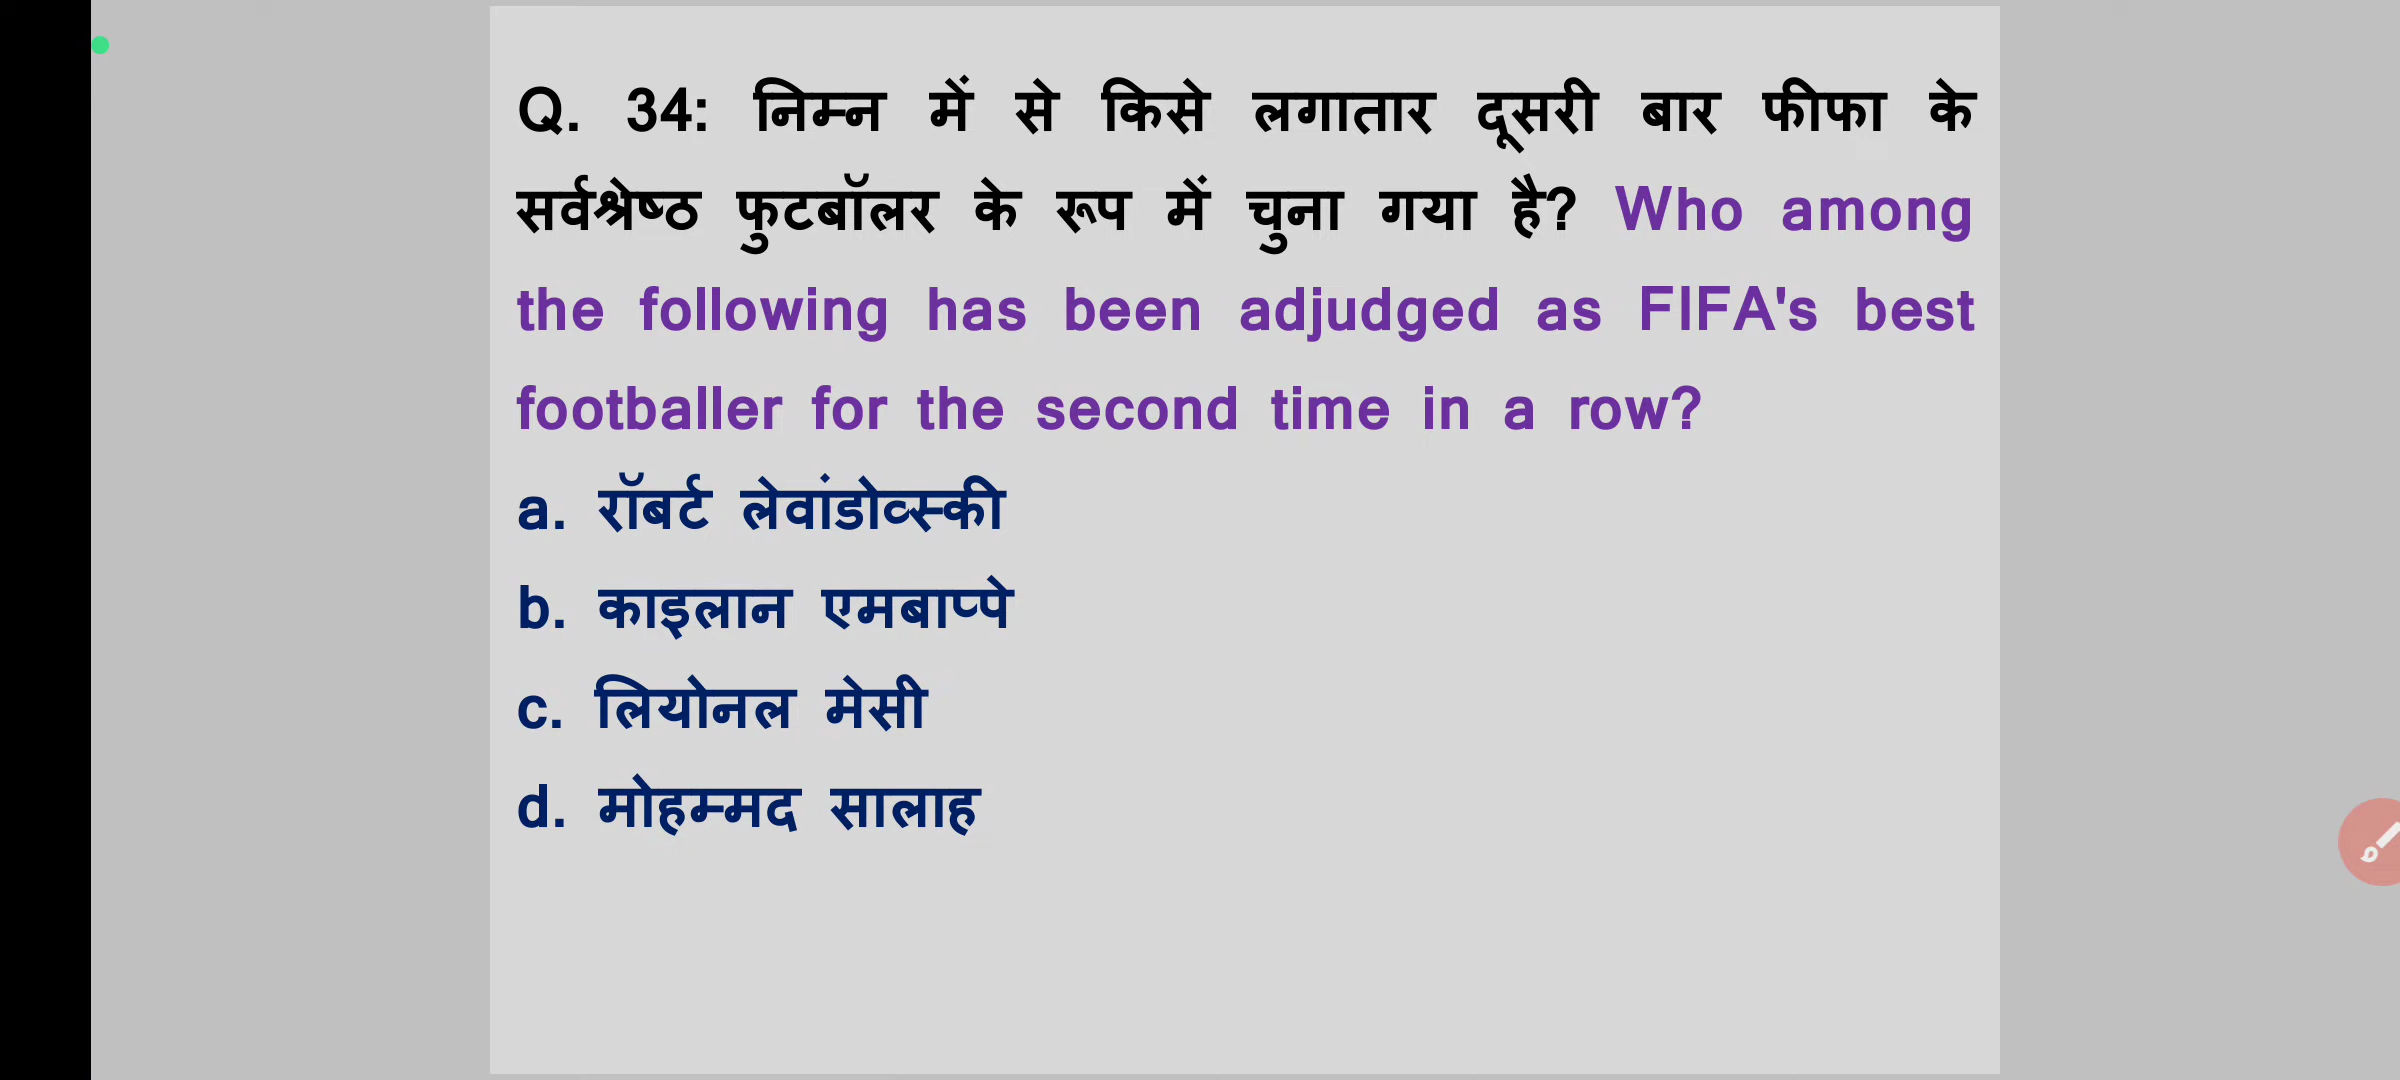 Q. 34: निम्न में से किसे लगातार दूसरी बार फीफा के
सर्वश्रेष्ठ फुटबॉलर के रूप में चुना गया है? Who among
the following has been adjudged as FIFA's best
footballer for the second time in a row?
a. रॉबर्ट लेवांडोव्स्की
b. काइलान एमबाप्पे
c. लियोनल मेसी
d. मोहम्मद सालाह